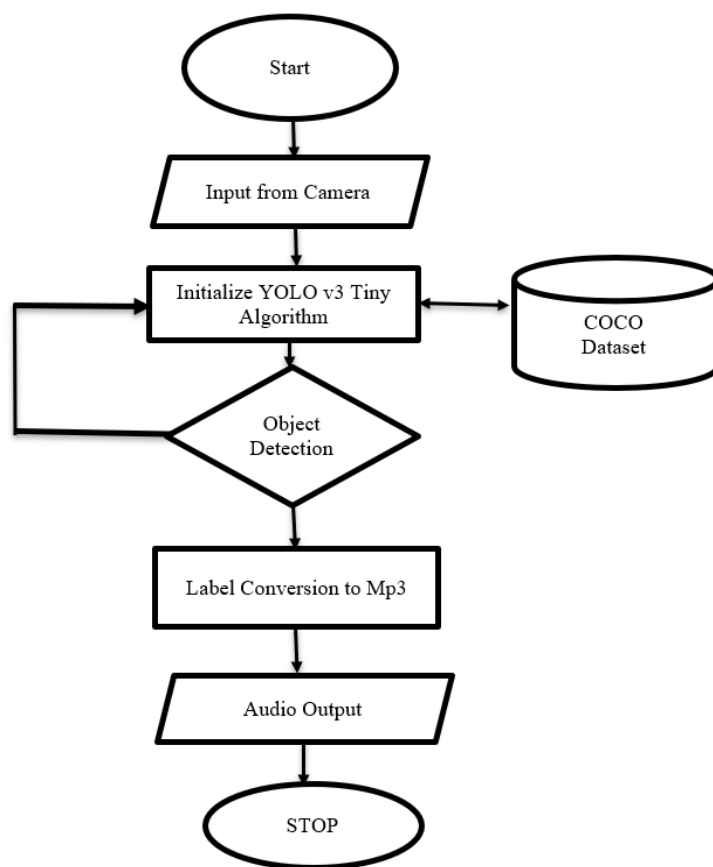 Start
Input from Camera
Initialize YOLO v3 Tiny
Algorithm
COCO
Dataset
Object
Detection
Label Conversion to Mp3
Audio Output
STOP